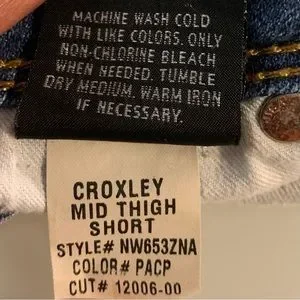 MACHINE WASH COLD
WITH LIKE COLORS. ONLY
NON-CHLORINE BLEACH
WHEN NEEDED. TUMBLE
DRY MEDIUM. WARM IRON
IF NECESSARY.
CROXLEY
MID THIGH
SHORT
STYLE# NW653ZNA
COLOR# PACP
CUT# 12006-00